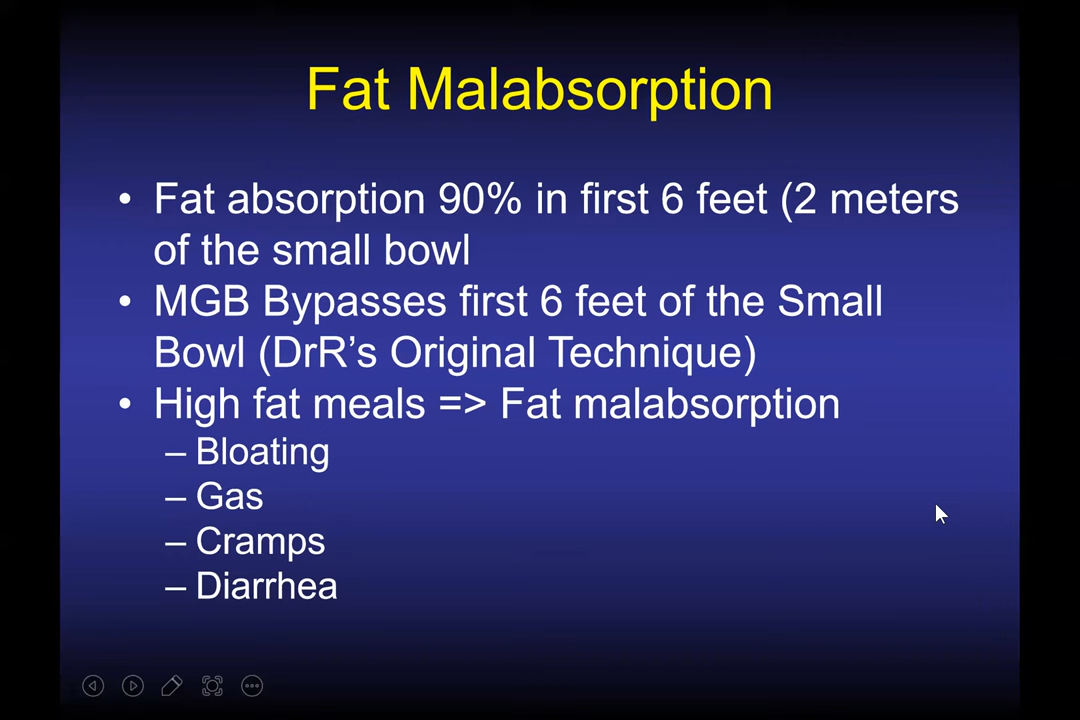 Fat Malabsorption
• Fat absorption 90% in first 6 feet (2 meters
of the small bowl
• MGB Bypasses first 6 feet of the Small
Bowl (DrR’s Original Technique)
• High fat meals => Fat malabsorption
– Bloating
– Gas
– Cramps
– Diarrhea